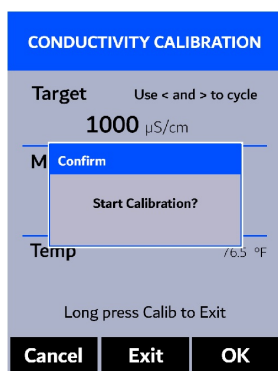 CONDUCTIVITY CALIBRATION
Target Use < and > to cycle
1000 µS/cm
M
Confirm
Start Calibration?
Temp 76.5 °F
Long press Calib to Exit
Cancel Exit OK